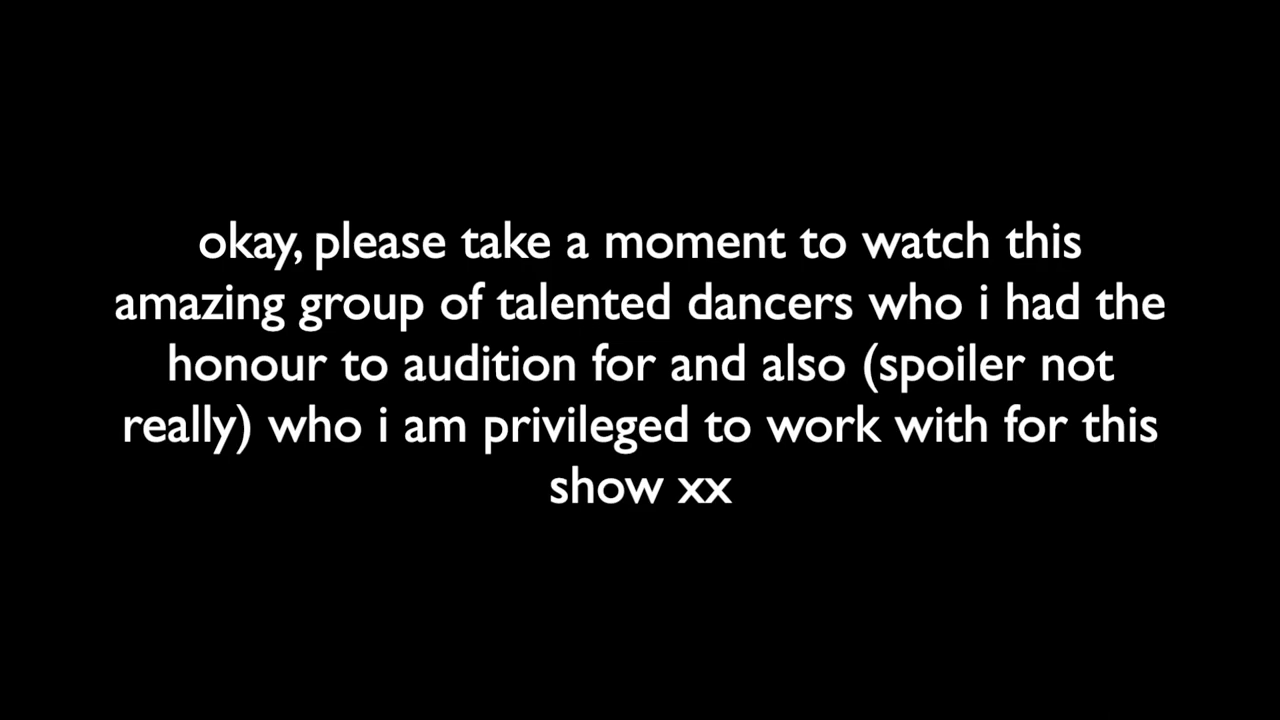 okay, please take a moment to watch this
amazing group of talented dancers who i had the
honour to audition for and also (spoiler not
really) who i am privileged to work with for this
show xx